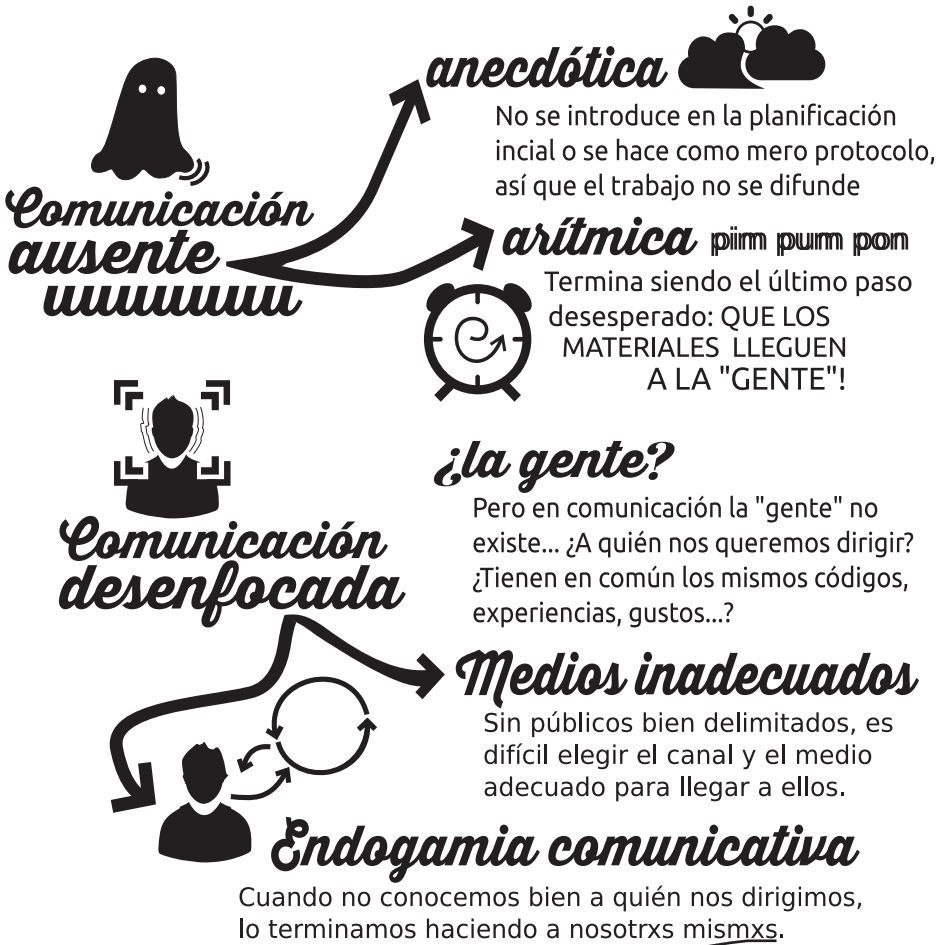 Comunicación
ausente
uuuuuuuu
anecdótica
No se introduce en la planificación
incial o se hace como mero protocolo,
así que el trabajo no se difunde
arítmica pim pum pon
Termina siendo el último paso
desesperado: QUE LOS
MATERIALES LLEGUEN
A LA "GENTE"!
Comunicación
desenfocada
¿la gente?
Pero en comunicación la "gente" no
existe... ¿A quién nos queremos dirigir?
¿Tienen en común los mismos códigos,
experiencias, gustos...?
Medios inadecuados
Sin públicos bien delimitados, es
difícil elegir el canal y el medio
adecuado para llegar a ellos.
Endogamia comunicativa
Cuando no conocemos bien a quién nos dirigimos,
lo terminamos haciendo a nosotrxs mismxs.